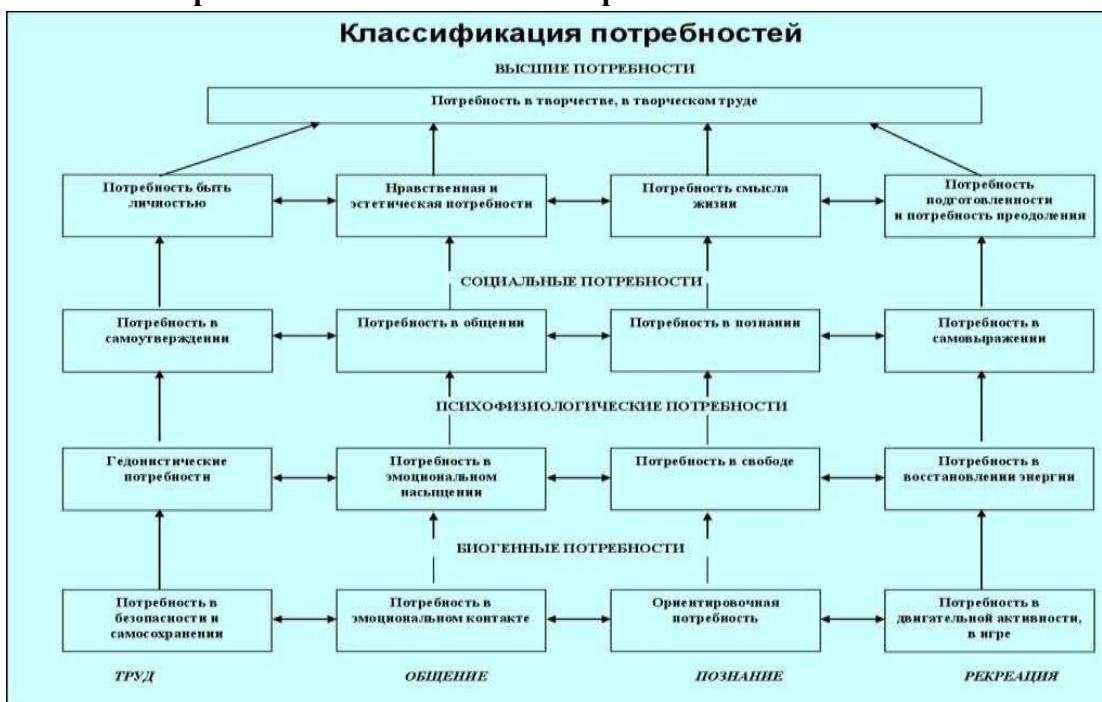 Классификация потребностей
ВЫСШИЕ ПОТРЕБНОСТИ
Потребность в творчестве, в творческом труде
Потребность быть
личностью
Нравственная и
эстетическая потребности
Потребность смысла
жизни
Потребность
подготовленности
и потребность преодоления
СОЦИАЛЬНЫЕ ПОТРЕБНОСТИ
Потребность в
самоутверждении
Потребность в общении
Потребность в познании
Потребность в
самовыражении
ПСИХОФИЗИОЛОГИЧЕСКИЕ ПОТРЕБНОСТИ
Гедонистические
потребности
Потребность в
эмоциональном
насыщении
Потребность в свободе
Потребность в
восстановлении энергии
БИОГЕННЫЕ ПОТРЕБНОСТИ
Потребность в
безопасности и
самосохранении
Потребность в
эмоциональном контакте
Ориентировочная
потребность
Потребность в
двигательной активности,
в игре
ТРУД
ОБЩЕНИЕ
ПОЗНАНИЕ
РЕКРЕАЦИЯ